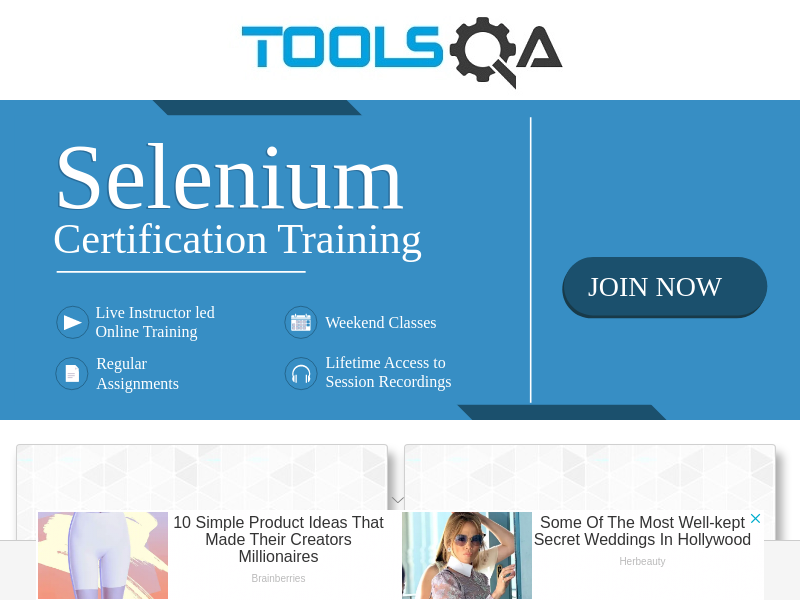 TOOLSQA
Selenium
Certification Training
Live Instructor led
Online Training
Weekend Classes
Regular
Assignments
Lifetime Access to
Session Recordings
JOIN NOW
10 Simple Product Ideas That
Made Their Creators
Millionaires
Brainberries
Some Of The Most Well-kept
Secret Weddings In Hollywood
Herbeauty